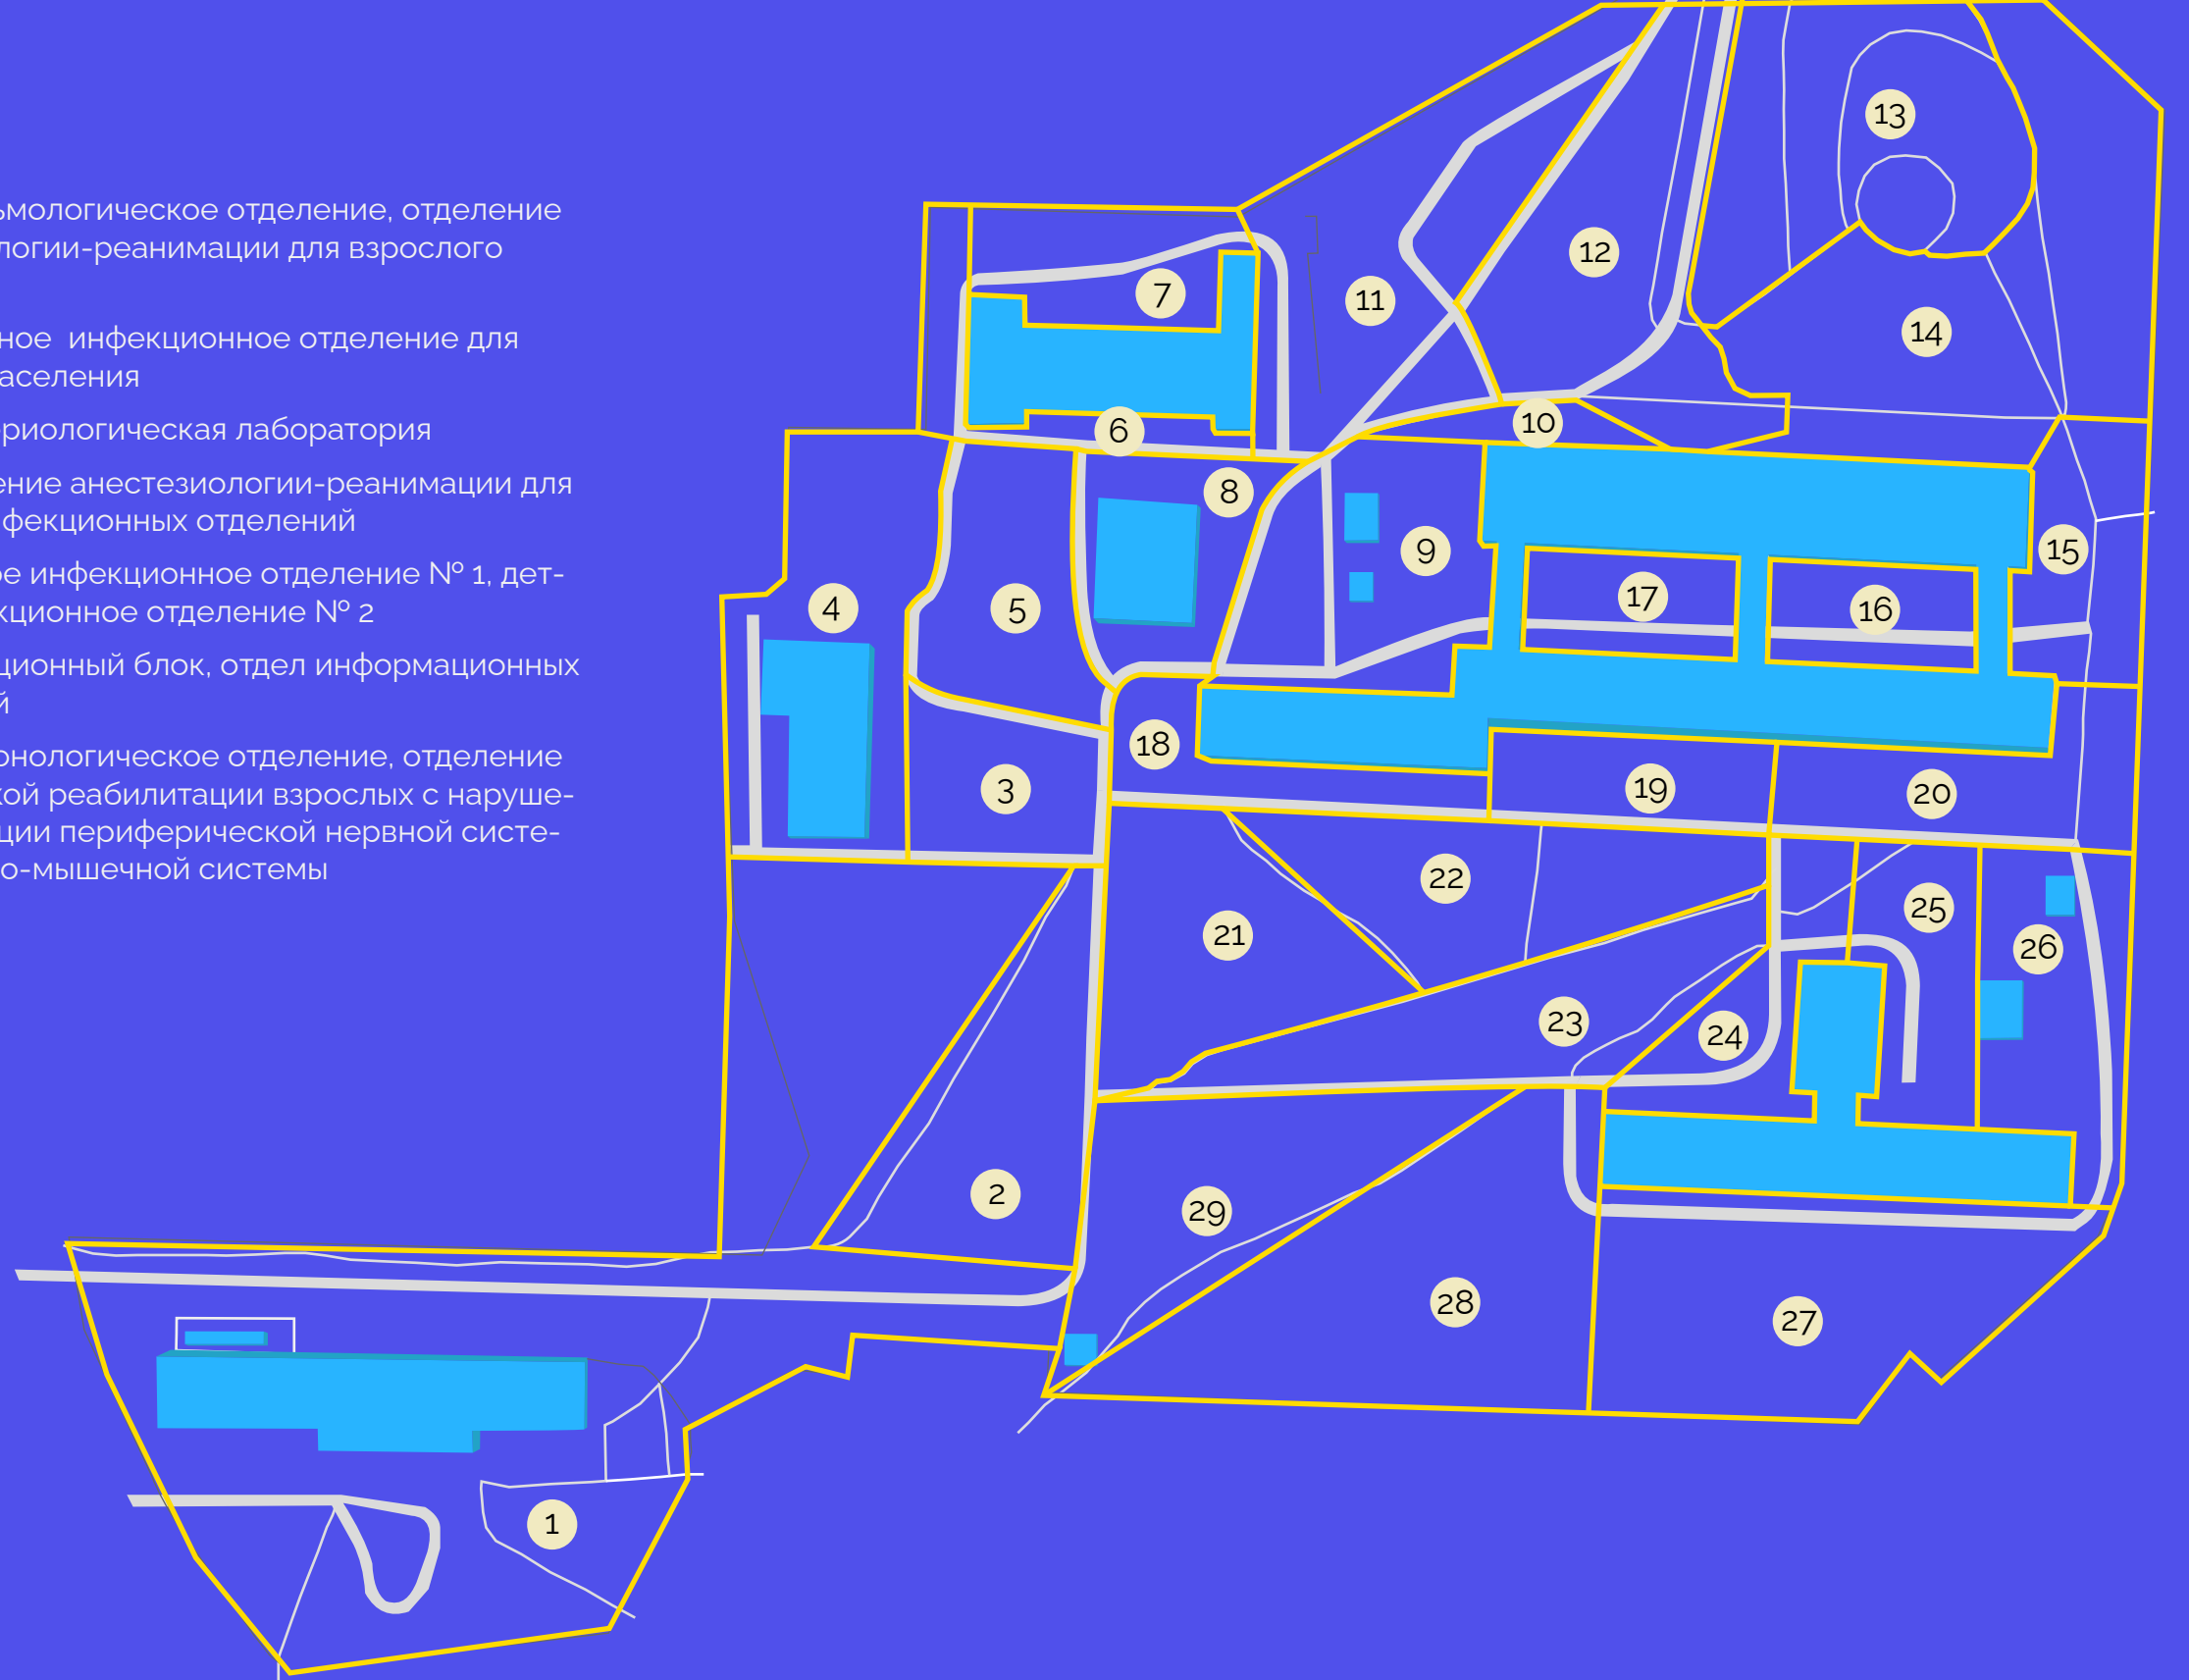 ьмологическое отделение, отделение
логии-реанимации для взрослого
ное инфекционное отделение для
аселения
ериологическая лаборатория
ение анестезиологии-реанимации для
фекционных отделений
ое инфекционное отделение № 1, дет-
кционное отделение № 2
ционный блок, отдел информационных
й
онологическое отделение, отделение
кой реабилитации взрослых с наруше-
ции периферической нервной систе-
о-мышечной системы
13
12
7
11
14
10
6
8
9
15
17
16
4
5
18
3
19
20
22
25
21
26
23
24
2
29
28
27
1